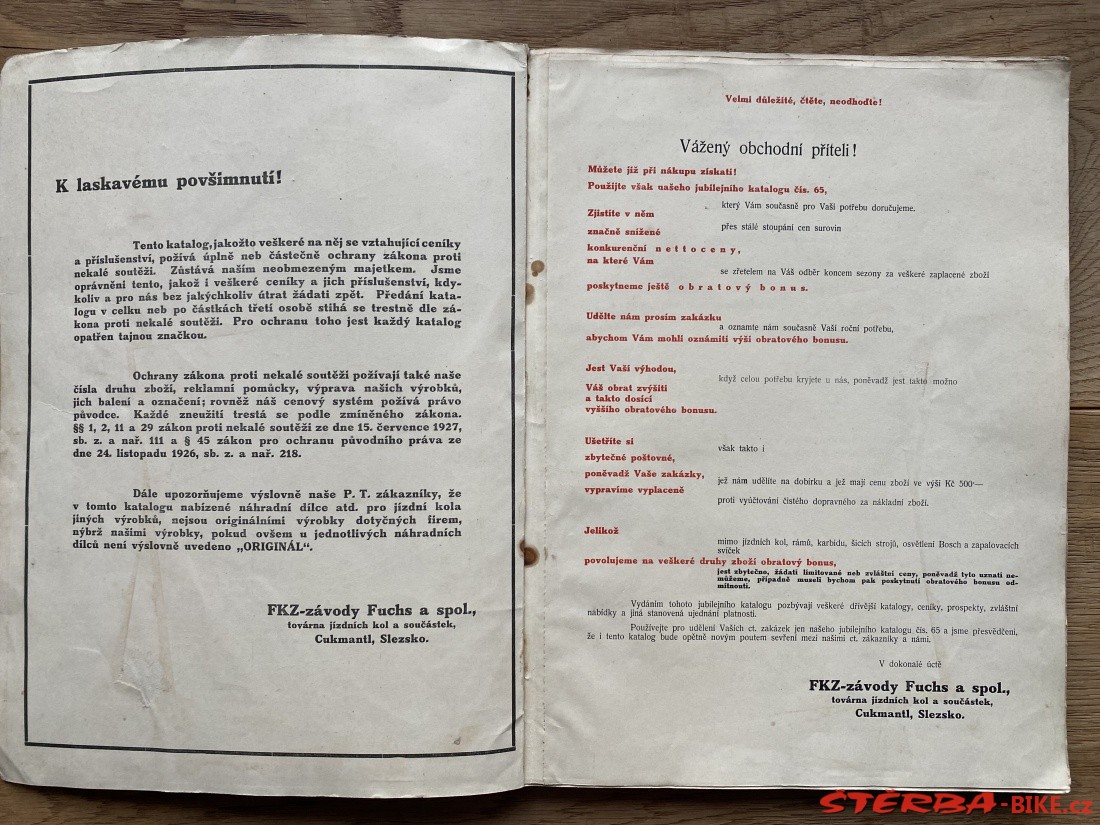 K laskavému povšimnutí!
Tento katalog, jakožto veškeré na něj se vztahující ceníky
a příslušenství, požívá úplně neb částečně ochrany zákona proti
nekalé soutěži. Zůstává naším neobmezeným majetkem. Jsme
oprávnění tento, jakož i veškeré ceníky a jich příslušenství, kdy-
koliv a pro nás bez jakýchkoliv útrat žádati zpět. Předání kata-
logu v celku neb po částkách třetí osobě stíhá se trestně dle zá-
kona proti nekalé soutěži. Pro ochranu toho jest každý katalog
opatřen tajnou značkou.
Ochrany zákona proti nekalé soutěži požívají také naše
čísla druhu zboží, reklamní pomůcky, výprava našich výrobků,
jich balení a označení; rovněž náš cenový systém požívá právo
původce. Každé zneužití trestá se podle zmíněného zákona.
§§ 1, 2, 11 a 29 zákon proti nekalé soutěži ze dne 15. července 1927,
sb. z. a nař. 111 a § 45 zákon pro ochranu původního práva ze
dne 24. listopadu 1926, sb. z. a nař. 218.
Dále upozorňujeme výslovně naše P. T. zákazníky, že
v tomto katalogu nabízené náhradní dílce atd. pro jízdní kola
jiných výrobků, nejsou originálními výrobky dotyčných firem,
nýbrž našimi výrobky, pokud ovšem u jednotlivých náhradních
dílců není výslovně uvedeno „ORIGINÁL“.
FKZ-závody Fuchs a spol.,
továrna jízdních kol a součástek,
Cukmantl, Slezsko.
Velmi důležité, čtěte, neodhoďte!
Vážený obchodní příteli!
Můžete již při nákupu získati!
Použijte však našeho jubilejního katalogu čís. 65,
který Vám současně pro Vaši potřebu doručujeme.
Zjistíte v něm
přes stálé stoupání cen surovin
značně snížené
konkurenční nettoceny,
na které Vám
se zřetelem na Váš odběr koncem sezony za veškeré zaplacené zboží
poskytneme ještě obratový bonus.
Udělte nám prosím zakázku
a oznamte nám současně Vaší roční potřebu,
abychom Vám mohli oznámiti výši obratového bonusu.
Jest Vaší výhodou,
když celou potřebu kryjete u nás, poněvadž jest takto možno
Váš obrat zvýšiti
a takto dosíci
vyššího obratového bonusu.
Ušetříte si
však takto i
zbytečné poštovné,
poněvadž Vaše zakázky,
jež nám udělíte na dobírku a jež mají cenu zboží ve výši Kč 500·—
vypravíme vyplaceně
proti vyúčtování čistého dopravného za nákladní zboží.
Jelikož
mimo jízdních kol, rámů, karbidu, šicích strojů, osvětlení Bosch a zapalovacích
svíček
povolujeme na veškeré druhy zboží obratový bonus,
jest zbytečno, žádati limitované neb zvláštní ceny, poněvadž tyto uznati ne-
můžeme, případně museli bychom pak poskytnutí obratového bonusu od-
mítnouti.
Vydáním tohoto jubilejního katalogu pozbývají veškeré dřívější katalogy, ceníky, prospekty, zvláštní
nabídky a jiná stanovená ujednání platnosti.
Používejte pro udělení Vašich ct. zakázek jen našeho jubilejního katalogu čís. 65 a jsme přesvědčeni,
že i tento katalog bude opětně novým poutem sevření mezi našimi ct. zákazníky a námi.
V dokonalé úctě
FKZ-závody Fuchs a spol.,
továrna jízdních kol a součástek,
Cukmantl, Slezsko.
ŠTĚRBA-BIKE.cz